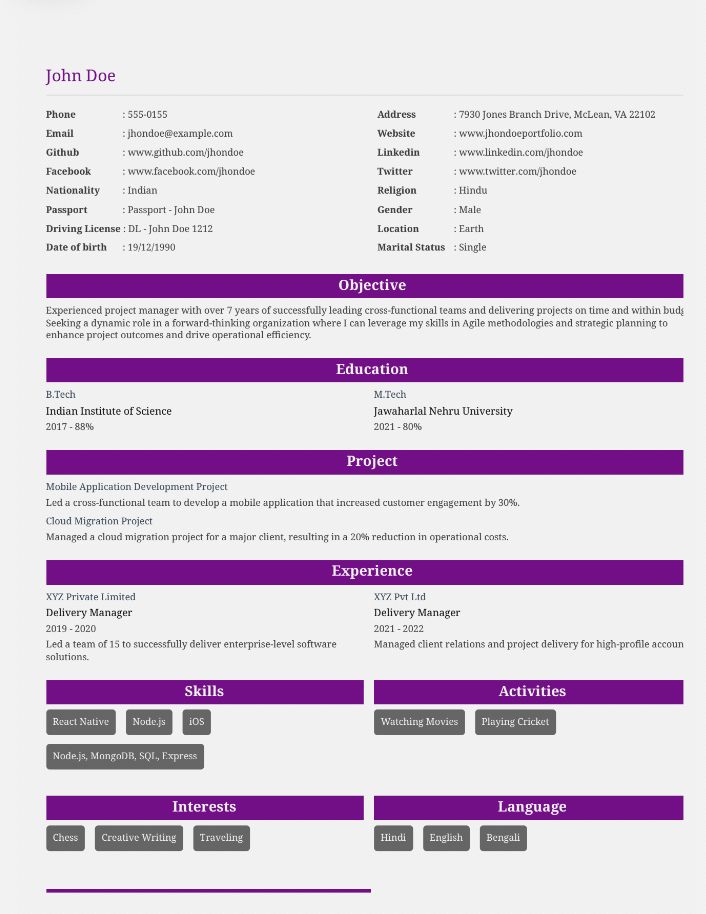 John Doe
Phone : 555-0155
Address : 7930 Jones Branch Drive, McLean, VA 22102
Email : jhondoe@example.com
Website : www.jhondoeportfolio.com
Github : www.github.com/jhondoe
Linkedin : www.linkedin.com/jhondoe
Facebook : www.facebook.com/jhondoe
Twitter : www.twitter.com/jhondoe
Nationality : Indian
Religion : Hindu
Passport : Passport - John Doe
Gender : Male
Driving License : DL - John Doe 1212
Location : Earth
Date of birth : 19/12/1990
Marital Status : Single
Objective
Experienced project manager with over 7 years of successfully leading cross-functional teams and delivering projects on time and within budg
Seeking a dynamic role in a forward-thinking organization where I can leverage my skills in Agile methodologies and strategic planning to
enhance project outcomes and drive operational efficiency.
Education
B.Tech
Indian Institute of Science
2017 - 88%
M.Tech
Jawaharlal Nehru University
2021 - 80%
Project
Mobile Application Development Project
Led a cross-functional team to develop a mobile application that increased customer engagement by 30%.
Cloud Migration Project
Managed a cloud migration project for a major client, resulting in a 20% reduction in operational costs.
Experience
XYZ Private Limited
Delivery Manager
2019 - 2020
Led a team of 15 to successfully deliver enterprise-level software
solutions.
XYZ Pvt Ltd
Delivery Manager
2021 - 2022
Managed client relations and project delivery for high-profile accoun
Skills
React Native
Node.js
iOS
Node.js, MongoDB, SQL, Express
Activities
Watching Movies
Playing Cricket
Interests
Chess
Creative Writing
Traveling
Language
Hindi
English
Bengali